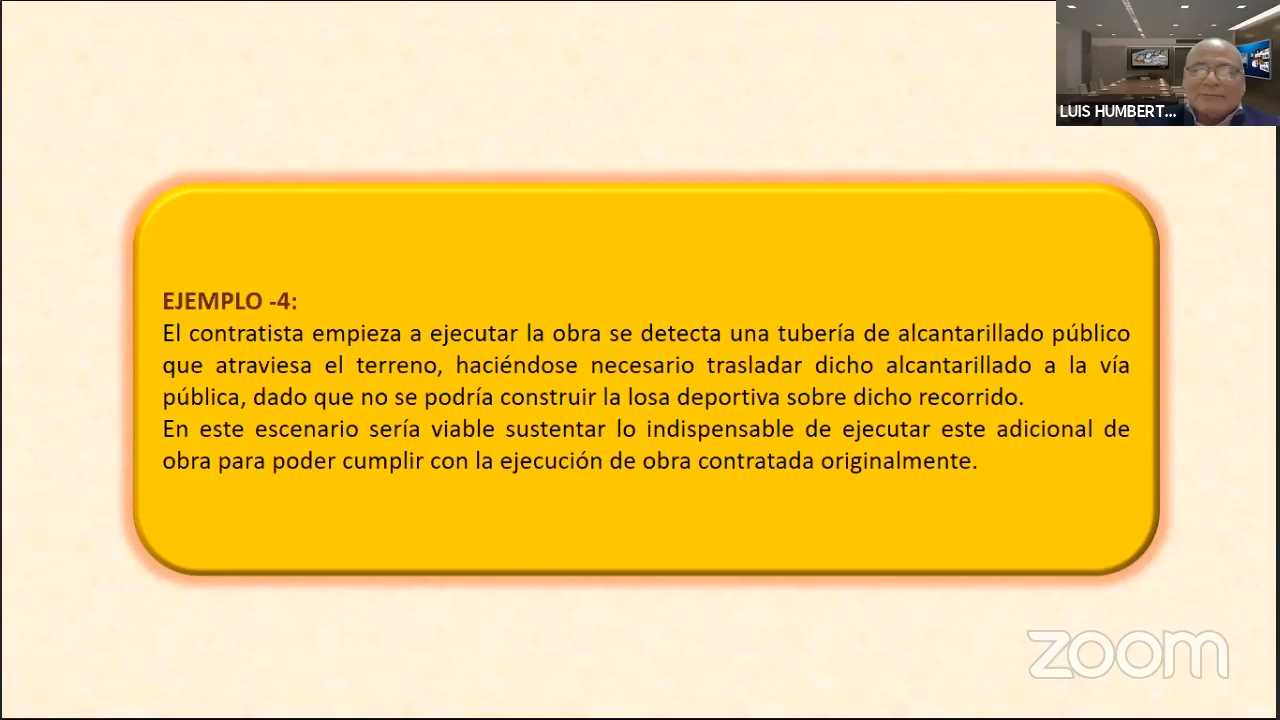 LUIS HUMBERT...
EJEMPLO -4:
El contratista empieza a ejecutar la obra se detecta una tubería de alcantarillado público
que atraviesa el terreno, haciéndose necesario trasladar dicho alcantarillado a la vía
pública, dado que no se podría construir la losa deportiva sobre dicho recorrido.
En este escenario sería viable sustentar lo indispensable de ejecutar este adicional de
obra para poder cumplir con la ejecución de obra contratada originalmente.
zoom